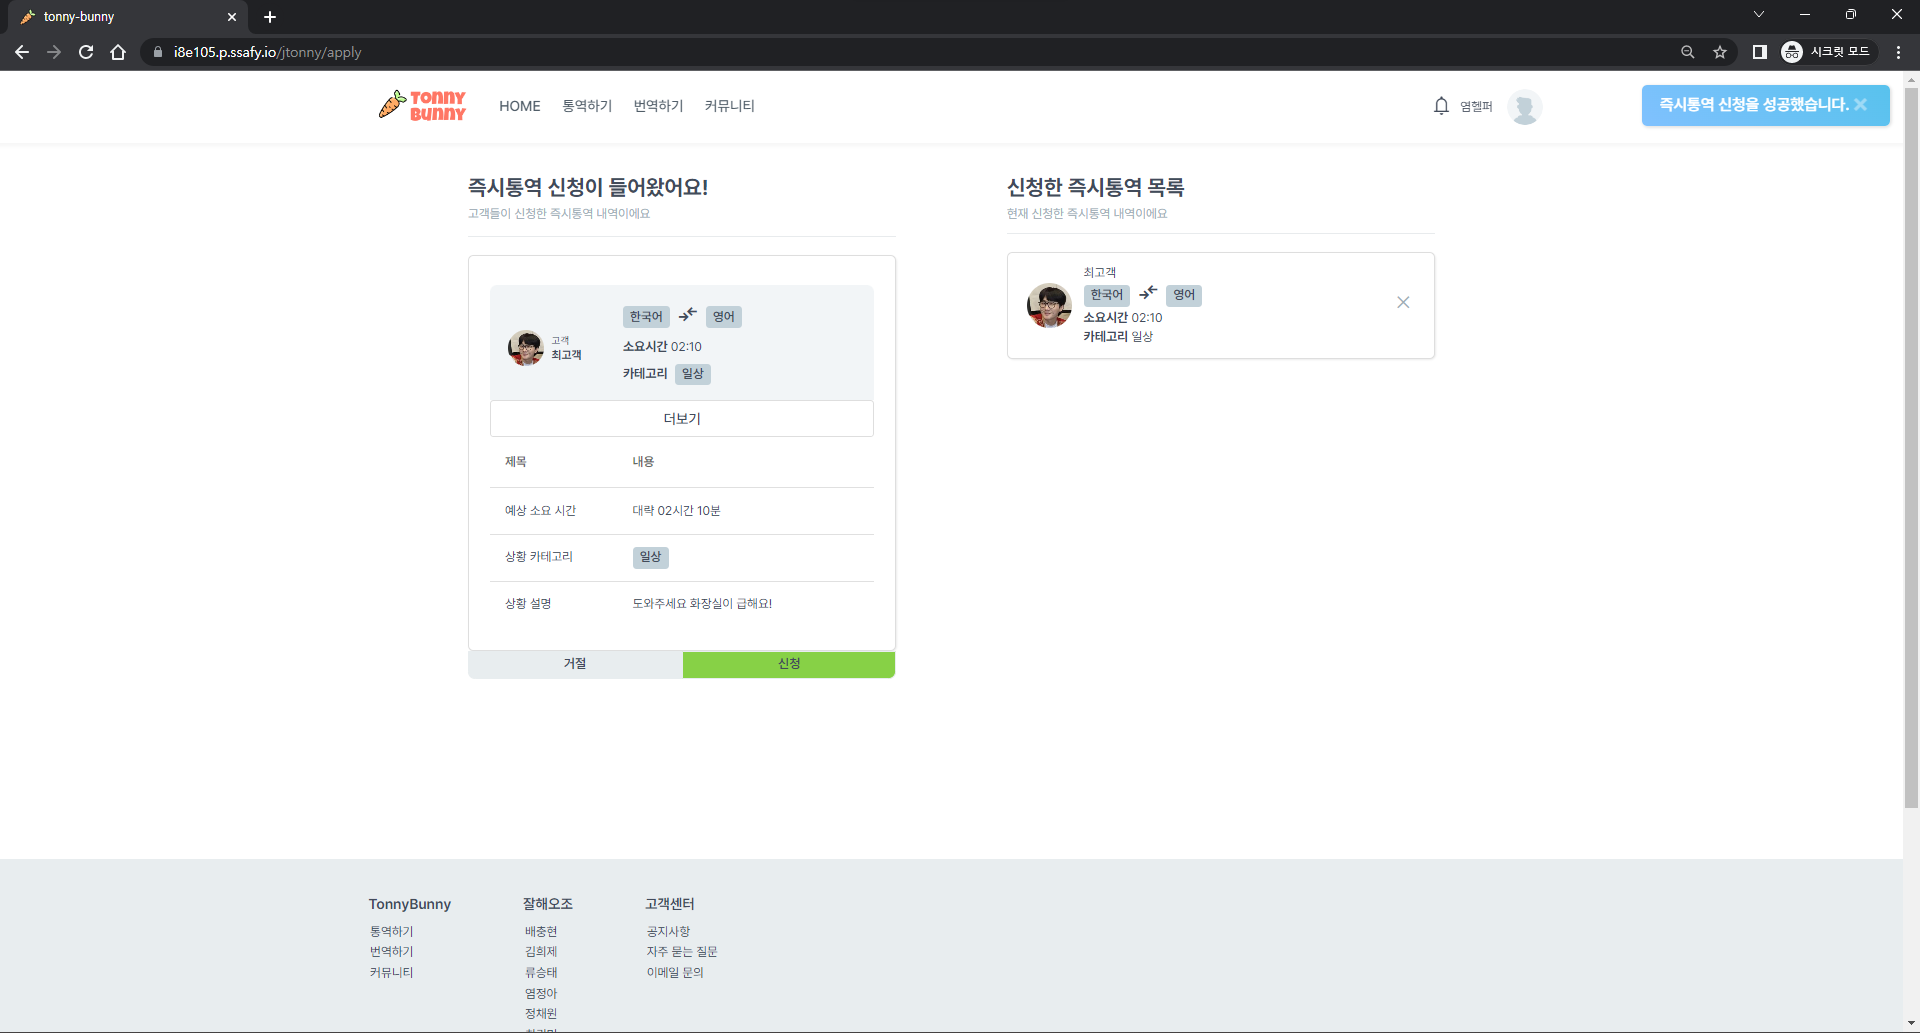 tonny-bunny
i8e105.p.ssafy.io/jtonny/apply
시크릿 모드
TONNY
BUNNY
HOME 통역하기 번역하기 커뮤니티
염헬퍼
즉시통역 신청을 성공했습니다.
즉시통역 신청이 들어왔어요!
고객들이 신청한 즉시통역 내역이에요
고객
최고객
한국어 영어
소요시간 02:10
카테고리 일상
더보기
제목 내용
예상 소요 시간 대략 02시간 10분
상황 카테고리 일상
상황 설명 도와주세요 화장실이 급해요!
거절 신청
신청한 즉시통역 목록
현재 신청한 즉시통역 내역이에요
최고객
한국어 영어
소요시간 02:10
카테고리 일상
TonnyBunny
통역하기
번역하기
커뮤니티
잘해오조
배충현
김희제
류승태
염정아
정채원
고객센터
공지사항
자주 묻는 질문
이메일 문의